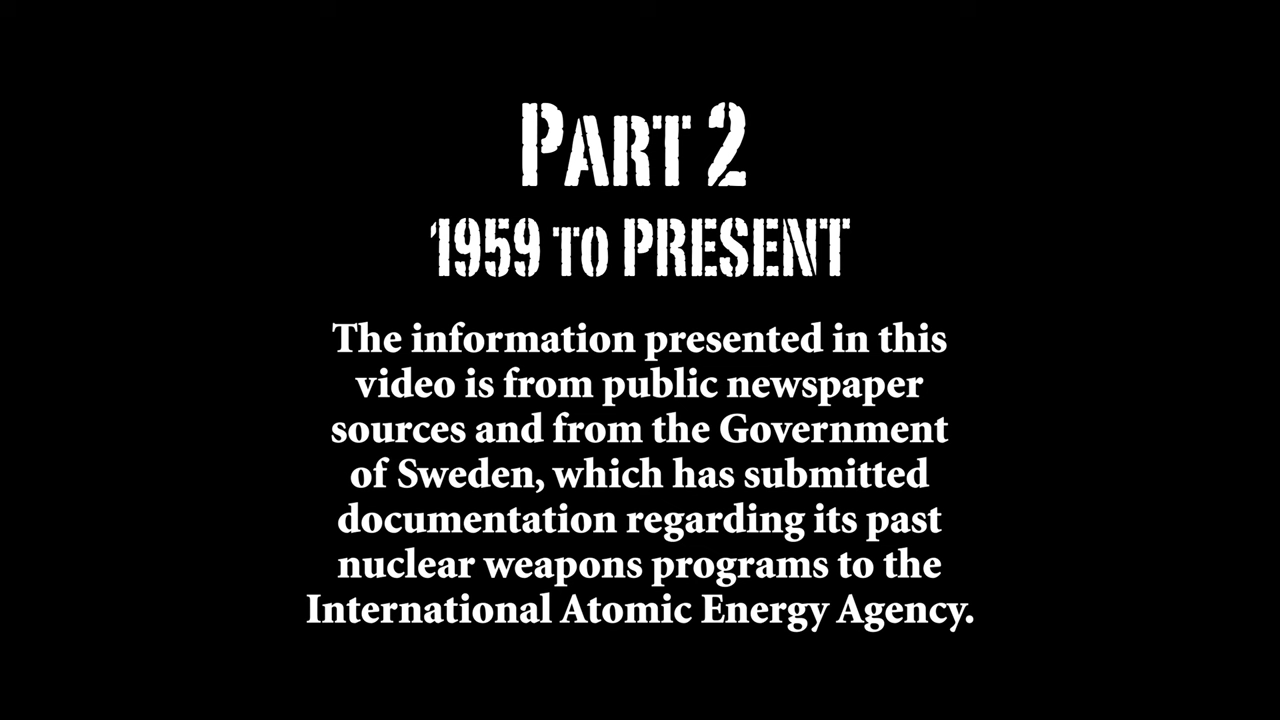 PART 2
1959 TO PRESENT
The information presented in this
video is from public newspaper
sources and from the Government
of Sweden, which has submitted
documentation regarding its past
nuclear weapons programs to the
International Atomic Energy Agency.